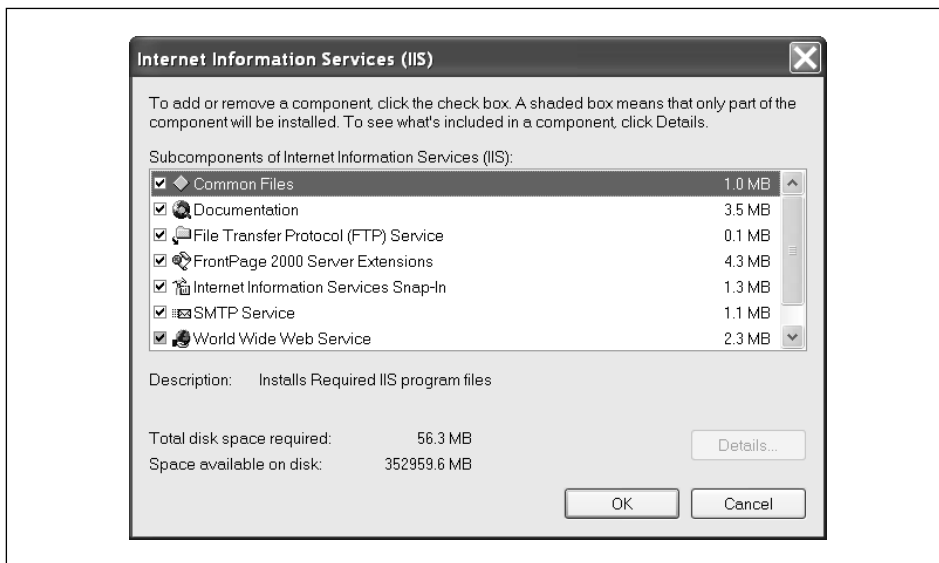 Internet Information Services (IIS)
To add or remove a component, click the check box. A shaded box means that only part of the
component will be installed. To see what's included in a component, click Details.
Subcomponents of Internet Information Services (IIS):
Common Files 1.0 MB
Documentation 3.5 MB
File Transfer Protocol (FTP) Service 0.1 MB
FrontPage 2000 Server Extensions 4.3 MB
Internet Information Services Snap-In 1.3 MB
SMTP Service 1.1 MB
World Wide Web Service 2.3 MB
Description: Installs Required IIS program files
Total disk space required: 56.3 MB
Space available on disk: 352959.6 MB
Details...
OK Cancel